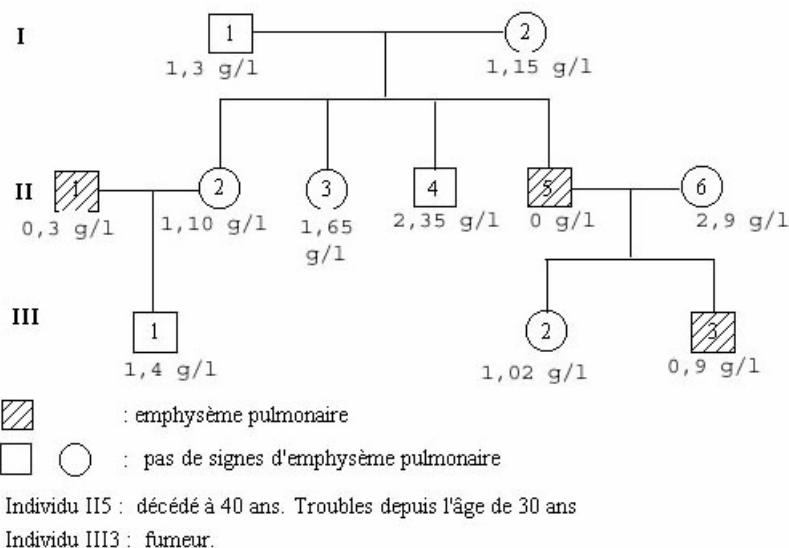 I
1
2
1,3 g/l
1,15 g/l
II
1
2
3
4
5
6
0,3 g/l
1,10 g/l
1,65
g/l
2,35 g/l
0 g/l
2,9 g/l
III
1
2
3
1,4 g/l
1,02 g/l
0,9 g/l
: emphysème pulmonaire
: pas de signes d'emphysème pulmonaire
Individu II5 : décédé à 40 ans. Troubles depuis l'âge de 30 ans
Individu III3 : fumeur.